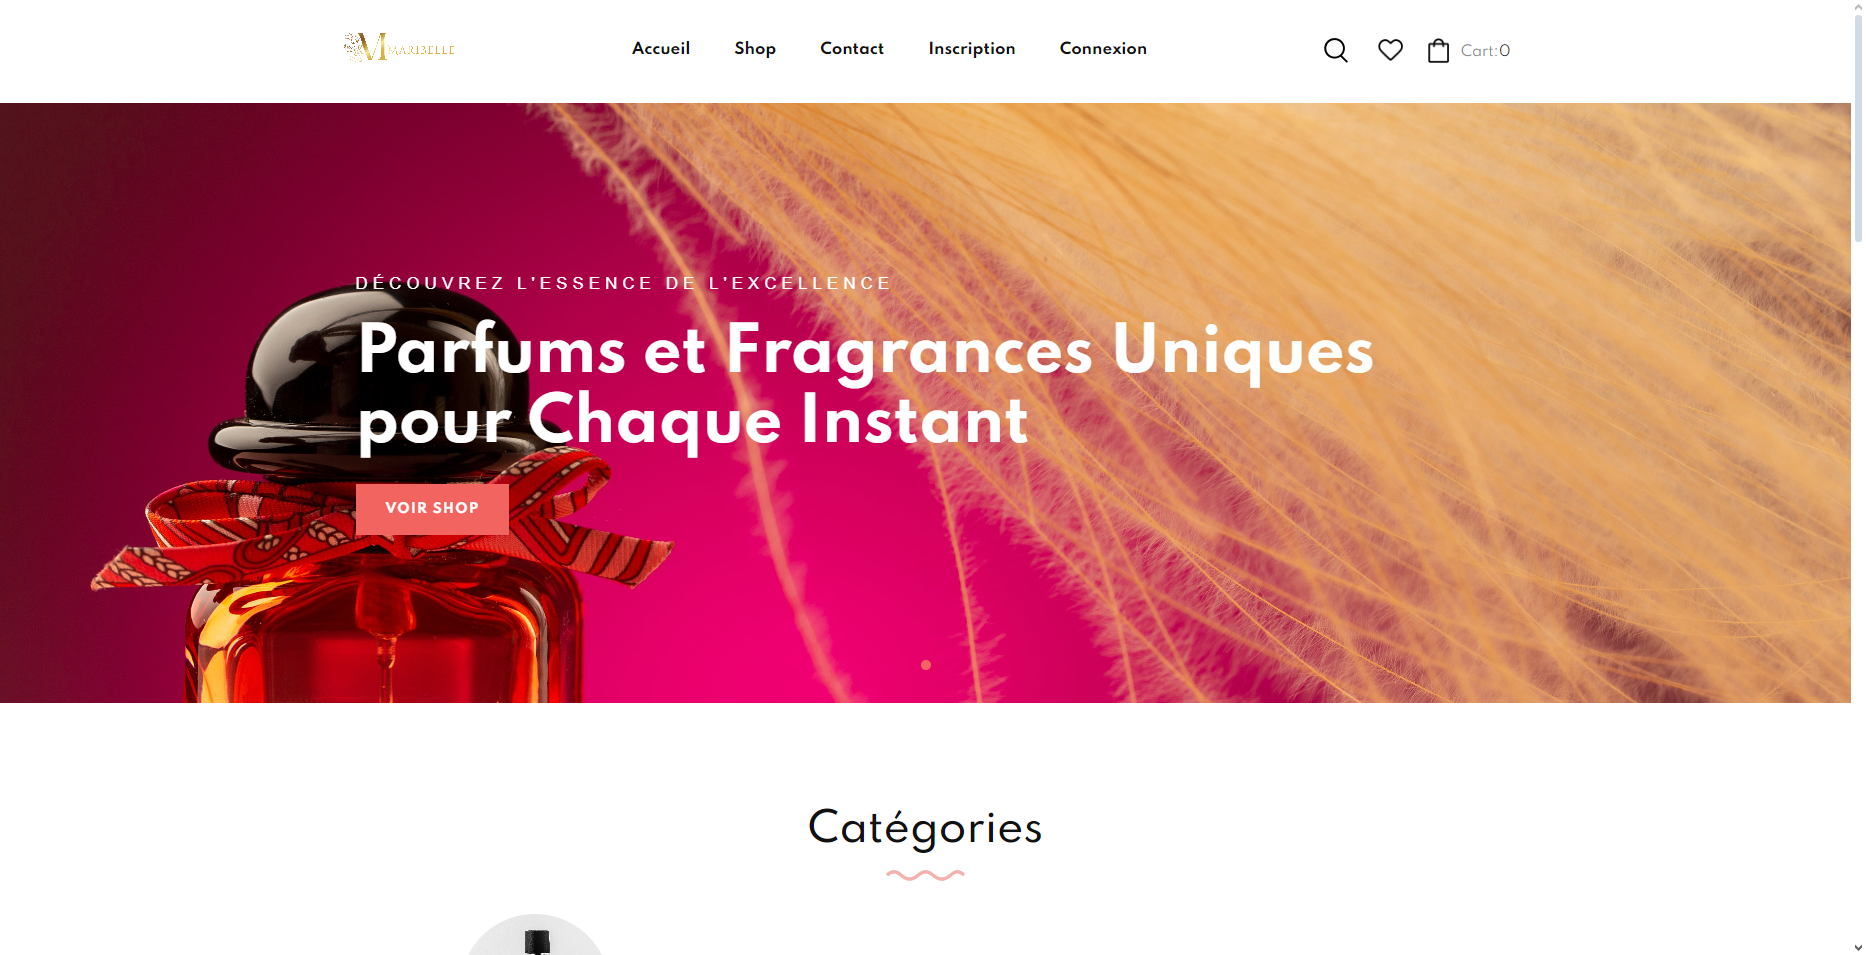 MARIBELLE
Accueil Shop Contact Inscription Connexion
Cart:0
DÉCOUVREZ L'ESSENCE DE L'EXCELLENCE
Parfums et Fragrances Uniques
pour Chaque Instant
VOIR SHOP
Catégories